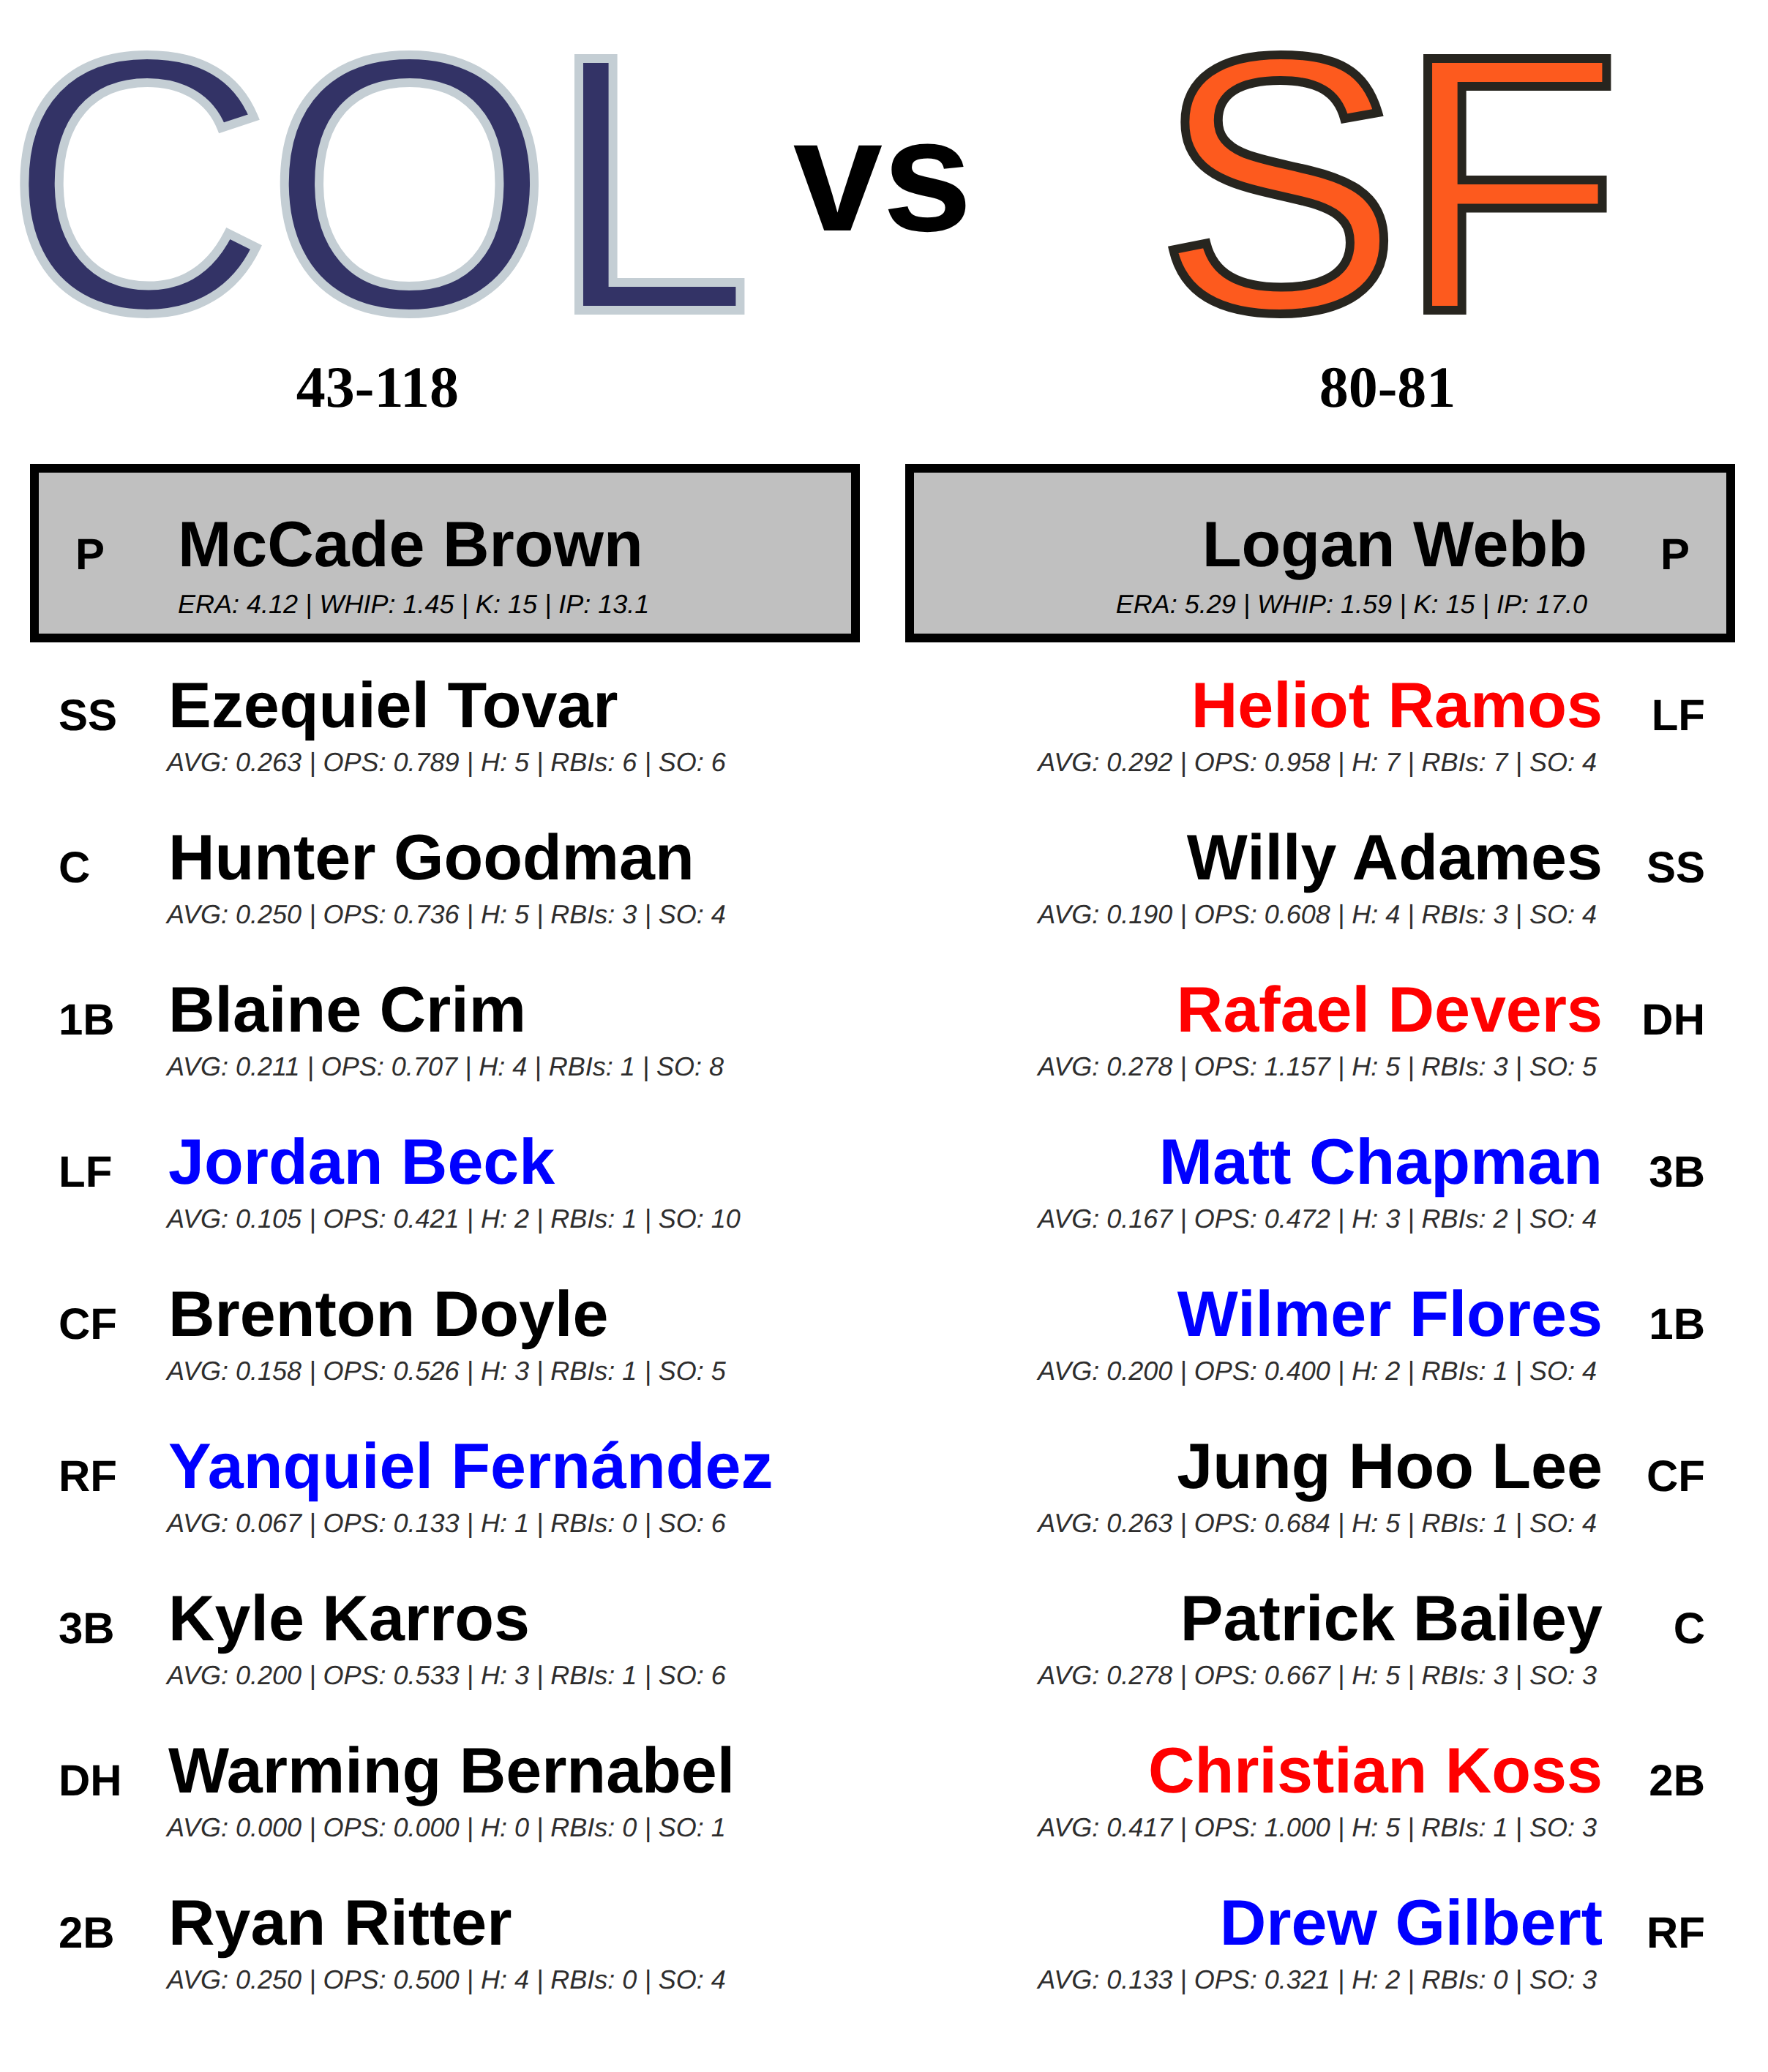 COL vs SF
43-118
80-81
P McCade Brown
ERA: 4.12 | WHIP: 1.45 | K: 15 | IP: 13.1
Logan Webb P
ERA: 5.29 | WHIP: 1.59 | K: 15 | IP: 17.0
SS Ezequiel Tovar
AVG: 0.263 | OPS: 0.789 | H: 5 | RBIs: 6 | SO: 6
C Hunter Goodman
AVG: 0.250 | OPS: 0.736 | H: 5 | RBIs: 3 | SO: 4
1B Blaine Crim
AVG: 0.211 | OPS: 0.707 | H: 4 | RBIs: 1 | SO: 8
LF Jordan Beck
AVG: 0.105 | OPS: 0.421 | H: 2 | RBIs: 1 | SO: 10
CF Brenton Doyle
AVG: 0.158 | OPS: 0.526 | H: 3 | RBIs: 1 | SO: 5
RF Yanquiel Fernández
AVG: 0.067 | OPS: 0.133 | H: 1 | RBIs: 0 | SO: 6
3B Kyle Karros
AVG: 0.200 | OPS: 0.533 | H: 3 | RBIs: 1 | SO: 6
DH Warming Bernabel
AVG: 0.000 | OPS: 0.000 | H: 0 | RBIs: 0 | SO: 1
2B Ryan Ritter
AVG: 0.250 | OPS: 0.500 | H: 4 | RBIs: 0 | SO: 4
Heliot Ramos LF
AVG: 0.292 | OPS: 0.958 | H: 7 | RBIs: 7 | SO: 4
Willy Adames SS
AVG: 0.190 | OPS: 0.608 | H: 4 | RBIs: 3 | SO: 4
Rafael Devers DH
AVG: 0.278 | OPS: 1.157 | H: 5 | RBIs: 3 | SO: 5
Matt Chapman 3B
AVG: 0.167 | OPS: 0.472 | H: 3 | RBIs: 2 | SO: 4
Wilmer Flores 1B
AVG: 0.200 | OPS: 0.400 | H: 2 | RBIs: 1 | SO: 4
Jung Hoo Lee CF
AVG: 0.263 | OPS: 0.684 | H: 5 | RBIs: 1 | SO: 4
Patrick Bailey C
AVG: 0.278 | OPS: 0.667 | H: 5 | RBIs: 3 | SO: 3
Christian Koss 2B
AVG: 0.417 | OPS: 1.000 | H: 5 | RBIs: 1 | SO: 3
Drew Gilbert RF
AVG: 0.133 | OPS: 0.321 | H: 2 | RBIs: 0 | SO: 3